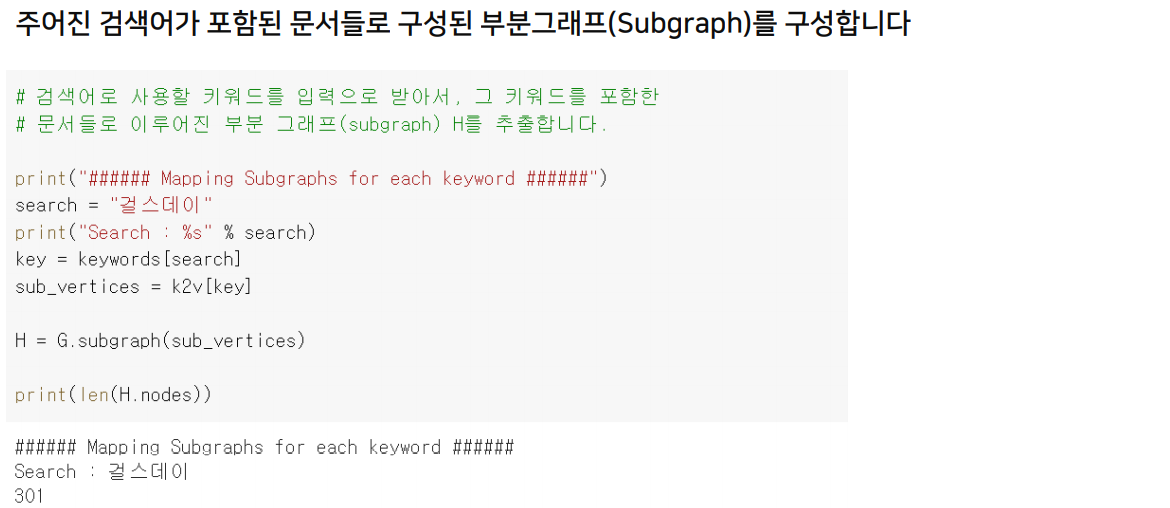 주어진 검색어가 포함된 문서들로 구성된 부분그래프(Subgraph)를 구성합니다
# 검색어로 사용할 키워드를 입력으로 받아서, 그 키워드를 포함한
# 문서들로 이루어진 부분 그래프(subgraph) H를 추출합니다.
print("###### Mapping Subgraphs for each keyword ######")
search = "걸스데이"
print("Search : %s" % search)
key = keywords[search]
sub_vertices = k2v[key]
H = G.subgraph(sub_vertices)
print(len(H.nodes))
###### Mapping Subgraphs for each keyword ######
Search : 걸스데이
301